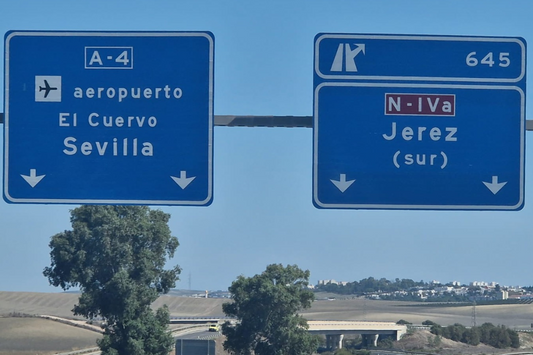 A-4
aeropuerto
El Cuervo
Sevilla
645
N-IVa
Jerez
(sur)